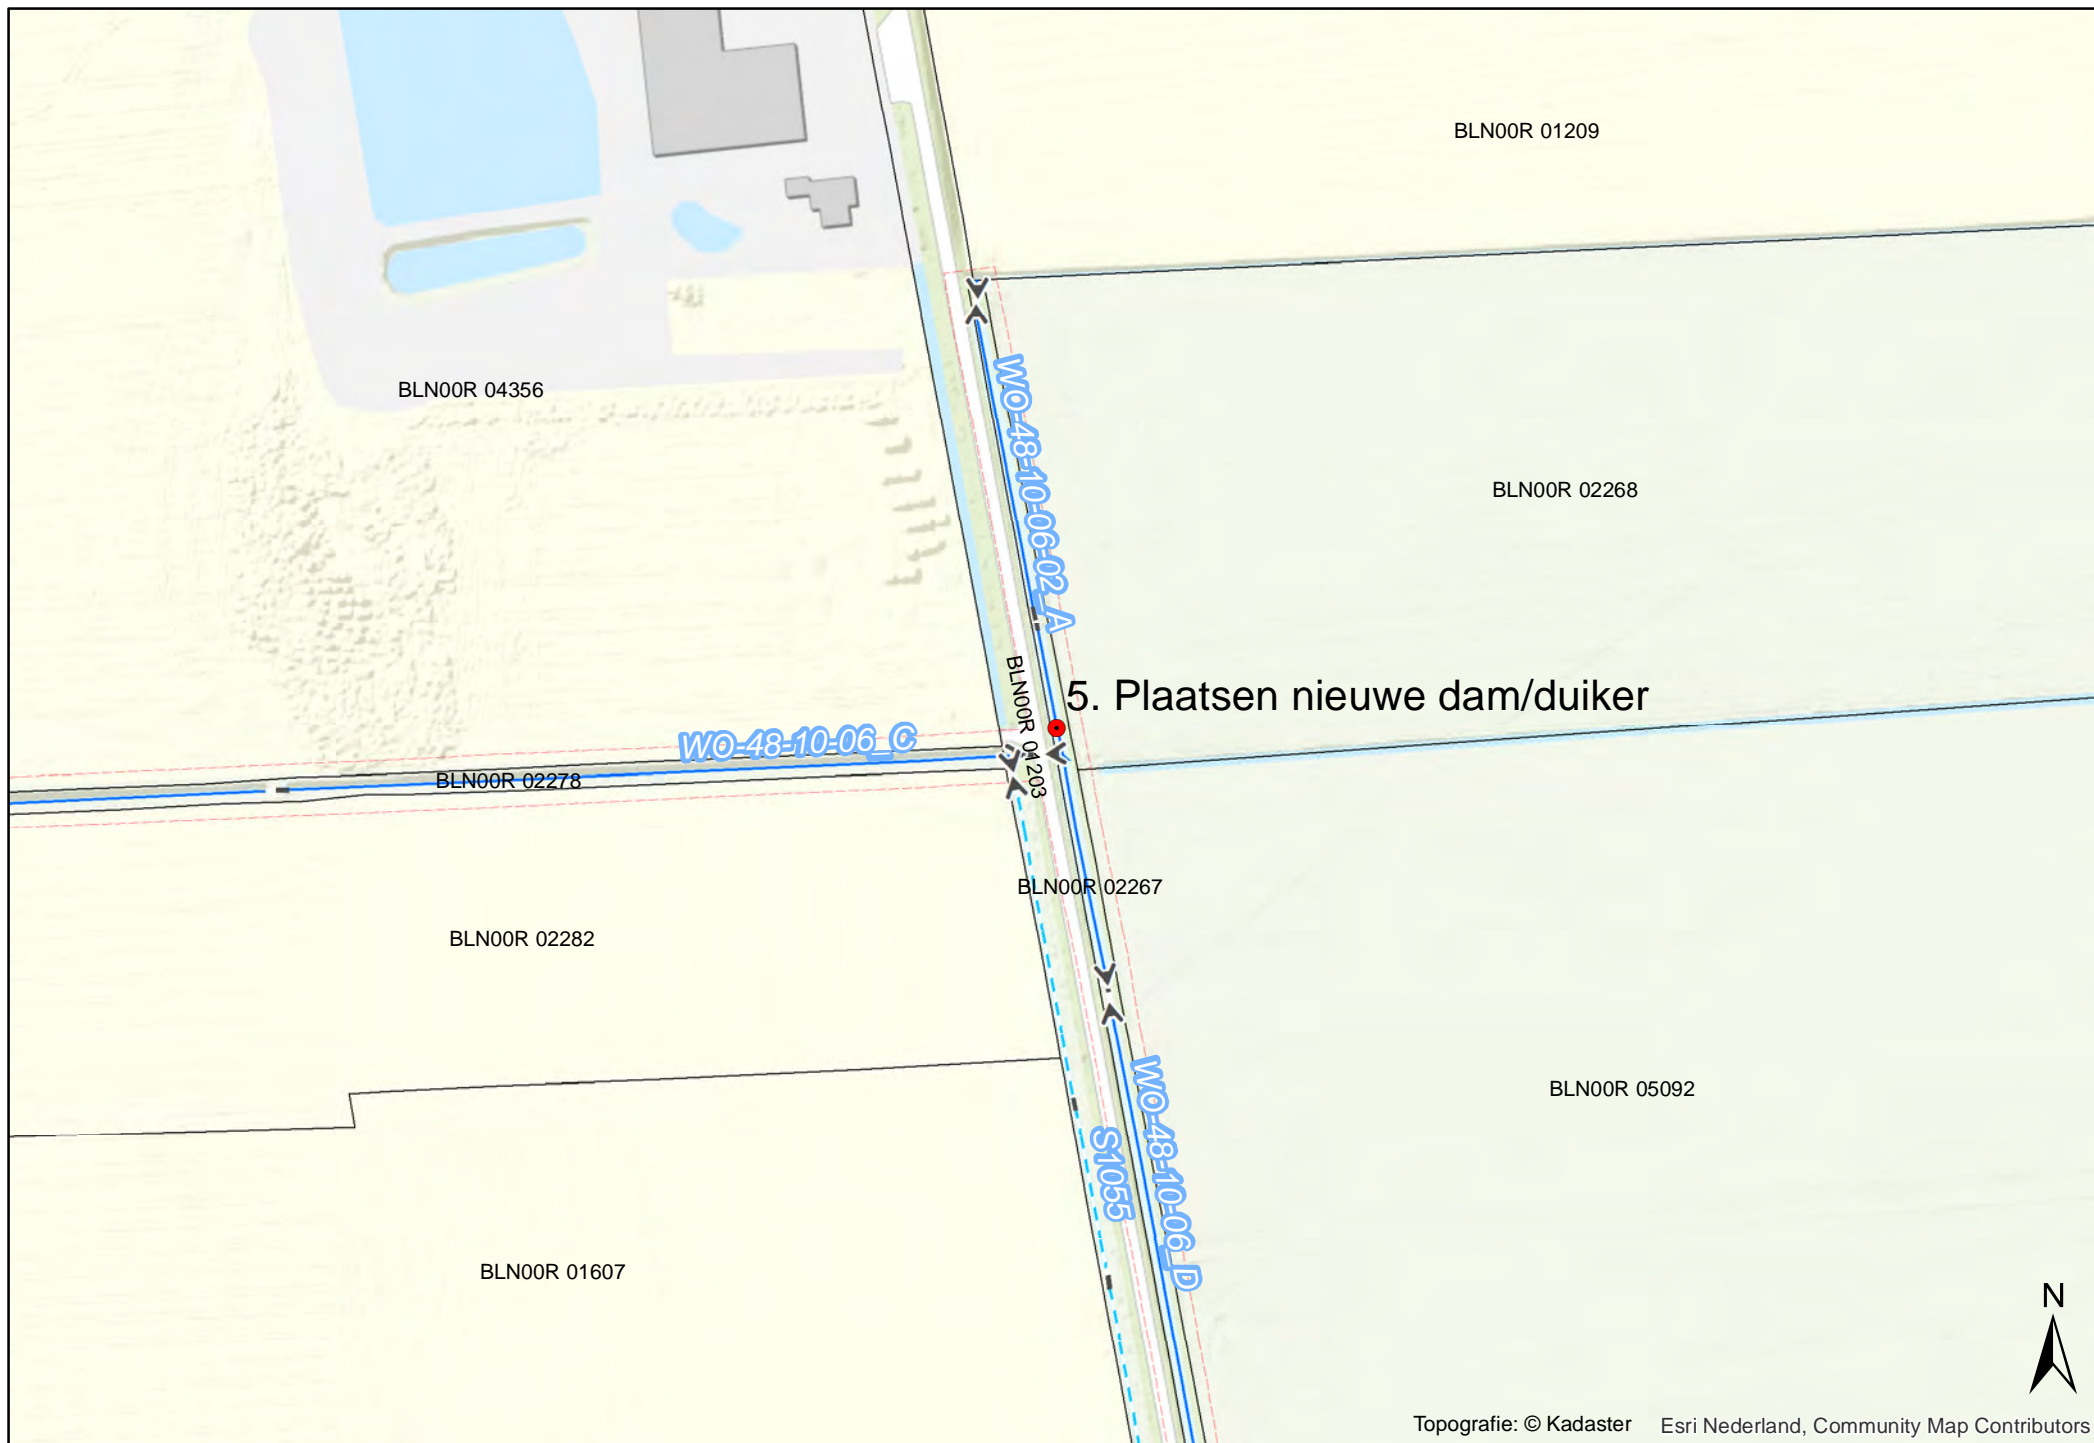 BLN00R 01209
BLN00R 04356
WO-48-10-06-02_A
BLN00R 02268
5. Plaatsen nieuwe dam/duiker
BLN00R 01203
WO-48-10-06_C
BLN00R 02278
BLN00R 02267
BLN00R 02282
BLN00R 05092
WO-48-10-06_D
S1055
BLN00R 01607
N
Topografie: © Kadaster Esri Nederland, Community Map Contributors